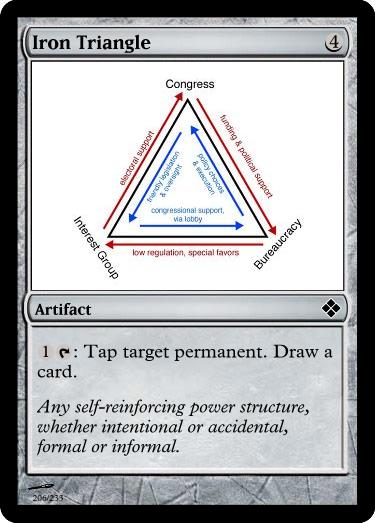 Iron Triangle 4
Congress
electoral support
funding & political support
friendly legislation
& oversight
policy choices
& execution
congressional support,
via lobby
Interest Group
Bureaucracy
low regulation, special favors
Artifact
1 : Tap target permanent. Draw a
card.
Any self-reinforcing power structure,
whether intentional or accidental,
formal or informal.
206/233